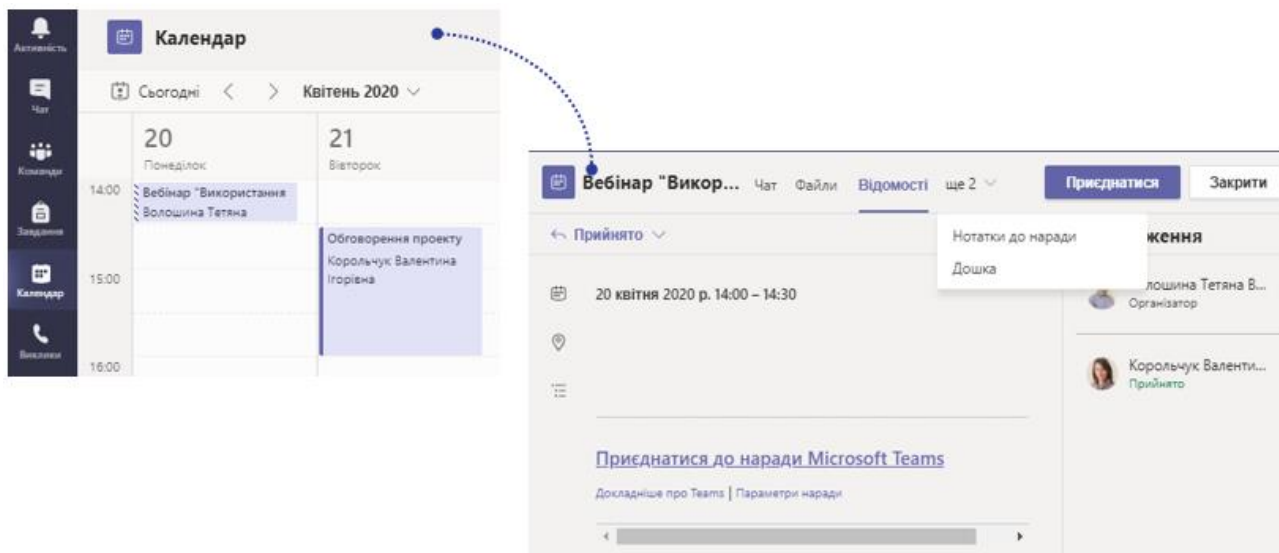 Активність
Чат
Команди
Завдання
Календар
Виклики
Календар
Сьогодні
Квітень 2020
20
Понеділок
21
Вівторок
14:00
Вебінар "Використання
Волошина Тетяна
Обговорення проекту
Корольчук Валентина
Ігорівна
15:00
16:00
Вебінар "Викор... Чат Файли Відомості ще 2 Приєднатися Закрити
Прийнято
Нотатки до наради
Дошка
20 квітня 2020 р. 14:00 – 14:30
ження
лошина Тетяна В...
Організатор
Корольчук Валенти...
Прийнято
Приєднатися до наради Microsoft Teams
Докладніше про Teams | Параметри наради